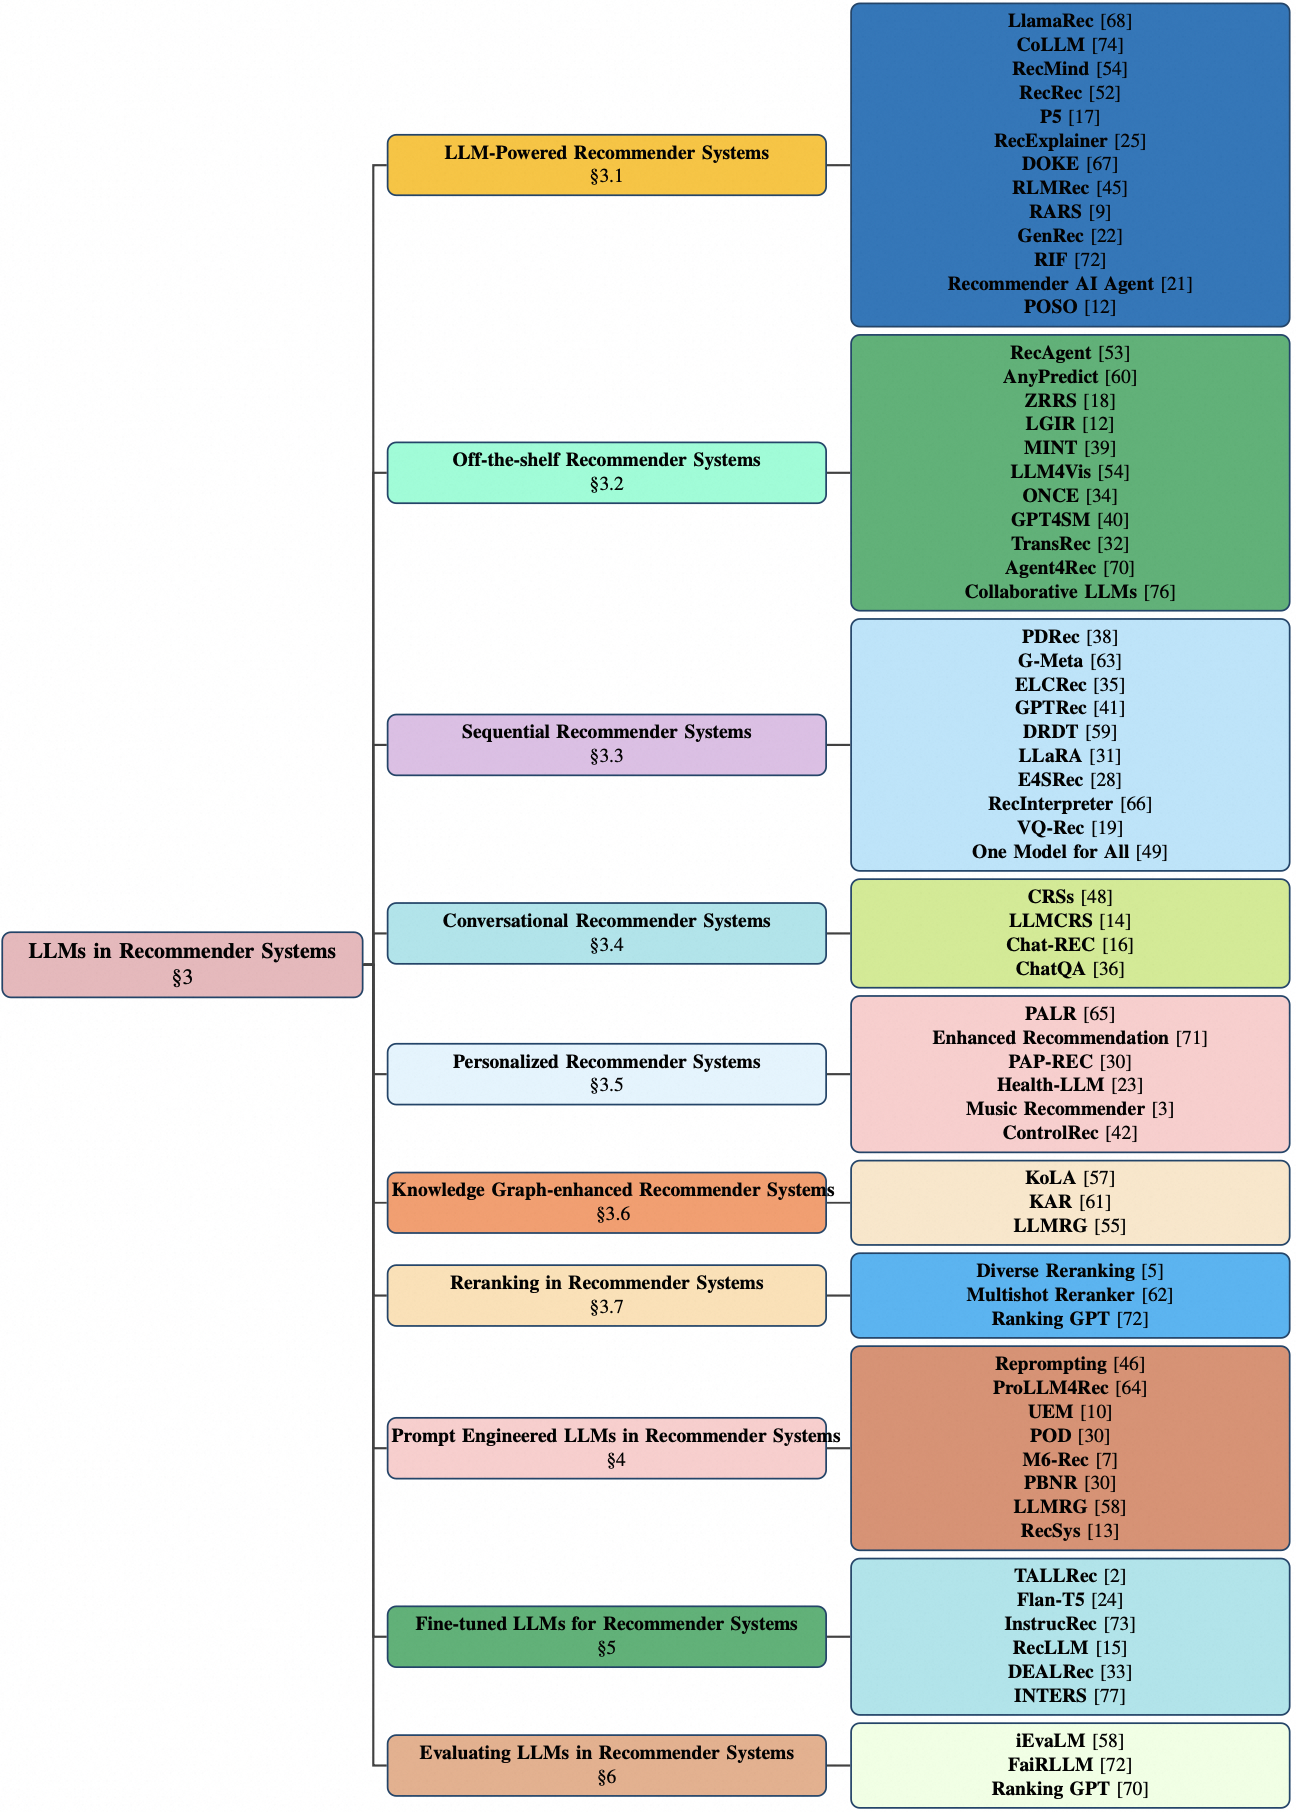 LLMs in Recommender Systems
§3
LLM-Powered Recommender Systems
§3.1
LlamaRec [68]
CoLLM [74]
RecMind [54]
RecRec [52]
P5 [17]
RecExplainer [25]
DOKE [67]
RLMRec [45]
RARS [9]
GenRec [22]
RIF [72]
Recommender AI Agent [21]
POSO [12]
Off-the-shelf Recommender Systems
§3.2
RecAgent [53]
AnyPredict [60]
ZRRS [18]
LGIR [12]
MINT [39]
LLM4Vis [54]
ONCE [34]
GPT4SM [40]
TransRec [32]
Agent4Rec [70]
Collaborative LLMs [76]
Sequential Recommender Systems
§3.3
PDRec [38]
G-Meta [63]
ELCRec [35]
GPTRec [41]
DRDT [59]
LLaRA [31]
E4SRec [28]
RecInterpreter [66]
VQ-Rec [19]
One Model for All [49]
Conversational Recommender Systems
§3.4
CRSs [48]
LLMCRS [14]
Chat-REC [16]
ChatQA [36]
Personalized Recommender Systems
§3.5
PALR [65]
Enhanced Recommendation [71]
PAP-REC [30]
Health-LLM [23]
Music Recommender [3]
ControlRec [42]
Knowledge Graph-enhanced Recommender Systems
§3.6
KoLA [57]
KAR [61]
LLMRG [55]
Reranking in Recommender Systems
§3.7
Diverse Reranking [5]
Multishot Reranker [62]
Ranking GPT [72]
Prompt Engineered LLMs in Recommender Systems
§4
Reprompting [46]
ProLLM4Rec [64]
UEM [10]
POD [30]
M6-Rec [7]
PBNR [30]
LLMRG [58]
RecSys [13]
Fine-tuned LLMs for Recommender Systems
§5
TALLRec [2]
Flan-T5 [24]
InstrucRec [73]
RecLLM [15]
DEALRec [33]
INTERS [77]
Evaluating LLMs in Recommender Systems
§6
iEvaLM [58]
FaiRLLM [72]
Ranking GPT [70]